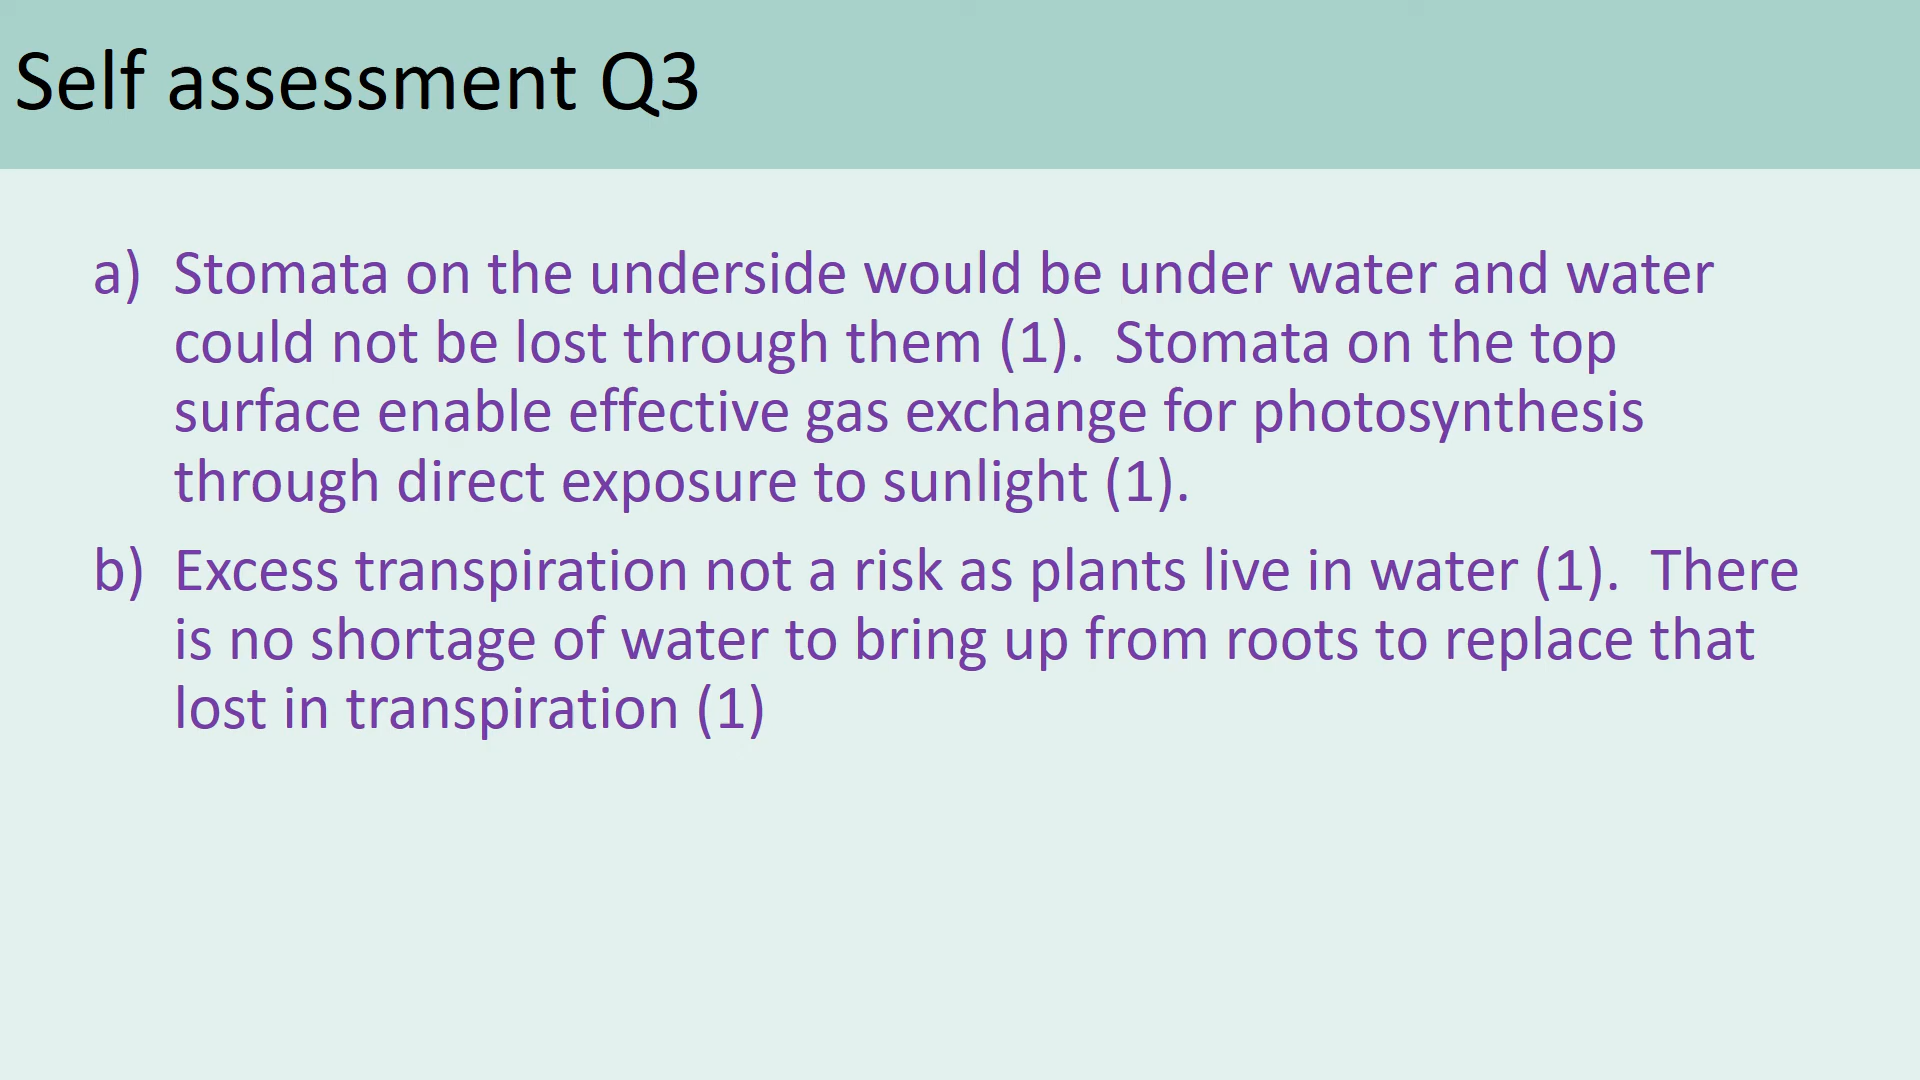 Self assessment Q3
a) Stomata on the underside would be under water and water
could not be lost through them (1).  Stomata on the top
surface enable effective gas exchange for photosynthesis
through direct exposure to sunlight (1).
b) Excess transpiration not a risk as plants live in water (1).  There
is no shortage of water to bring up from roots to replace that
lost in transpiration (1)